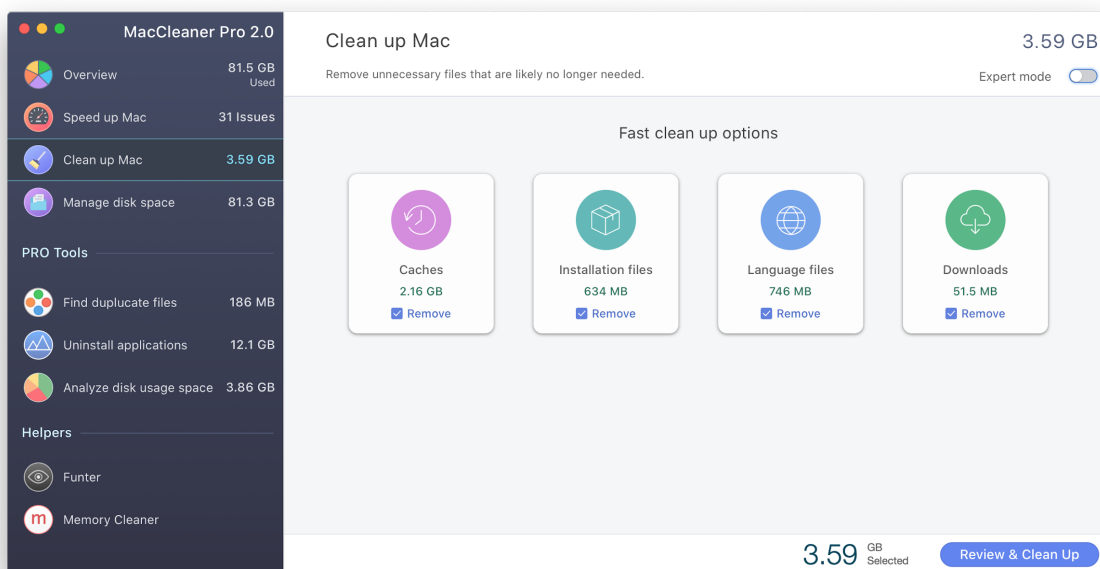 MacCleaner Pro 2.0
Overview
81.5 GB
Used
Speed up Mac
31 Issues
Clean up Mac
3.59 GB
Manage disk space
81.3 GB
PRO Tools
Find duplucate files
186 MB
Uninstall applications
12.1 GB
Analyze disk usage space
3.86 GB
Helpers
Funter
m
Memory Cleaner
Clean up Mac
3.59 GB
Remove unnecessary files that are likely no longer needed.
Expert mode
Fast clean up options
Caches
2.16 GB
Remove
Installation files
634 MB
Remove
Language files
746 MB
Remove
Downloads
51.5 MB
Remove
3.59
GB
Selected
Review & Clean Up